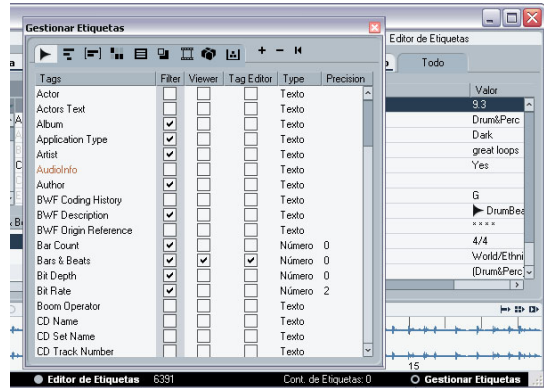 Gestionar Etiquetas
Editor de Etiquetas
Todo
Tags Filter Viewer Tag Editor Type Precision
Actor Texto
Actors Text Texto
Album Texto
Application Type Texto
Artist Texto
AudioInfo Texto
Author Texto
BWF Coding History Texto
BWF Description Texto
BWF Origin Reference Texto
Bar Count Número 0
Bars & Beats Número 0
Bit Depth Número 0
Bit Rate Número 2
Boom Operator Texto
CD Name Texto
CD Set Name Texto
CD Track Number Texto
Valor
9.3
Drum&Perc
Dark
great loops
Yes
G
DrumBea
****
4/4
World/Ethni
(Drum&Perc
15
Editor de Etiquetas 6391 Cont. de Etiquetas: 0 Gestionar Etiquetas